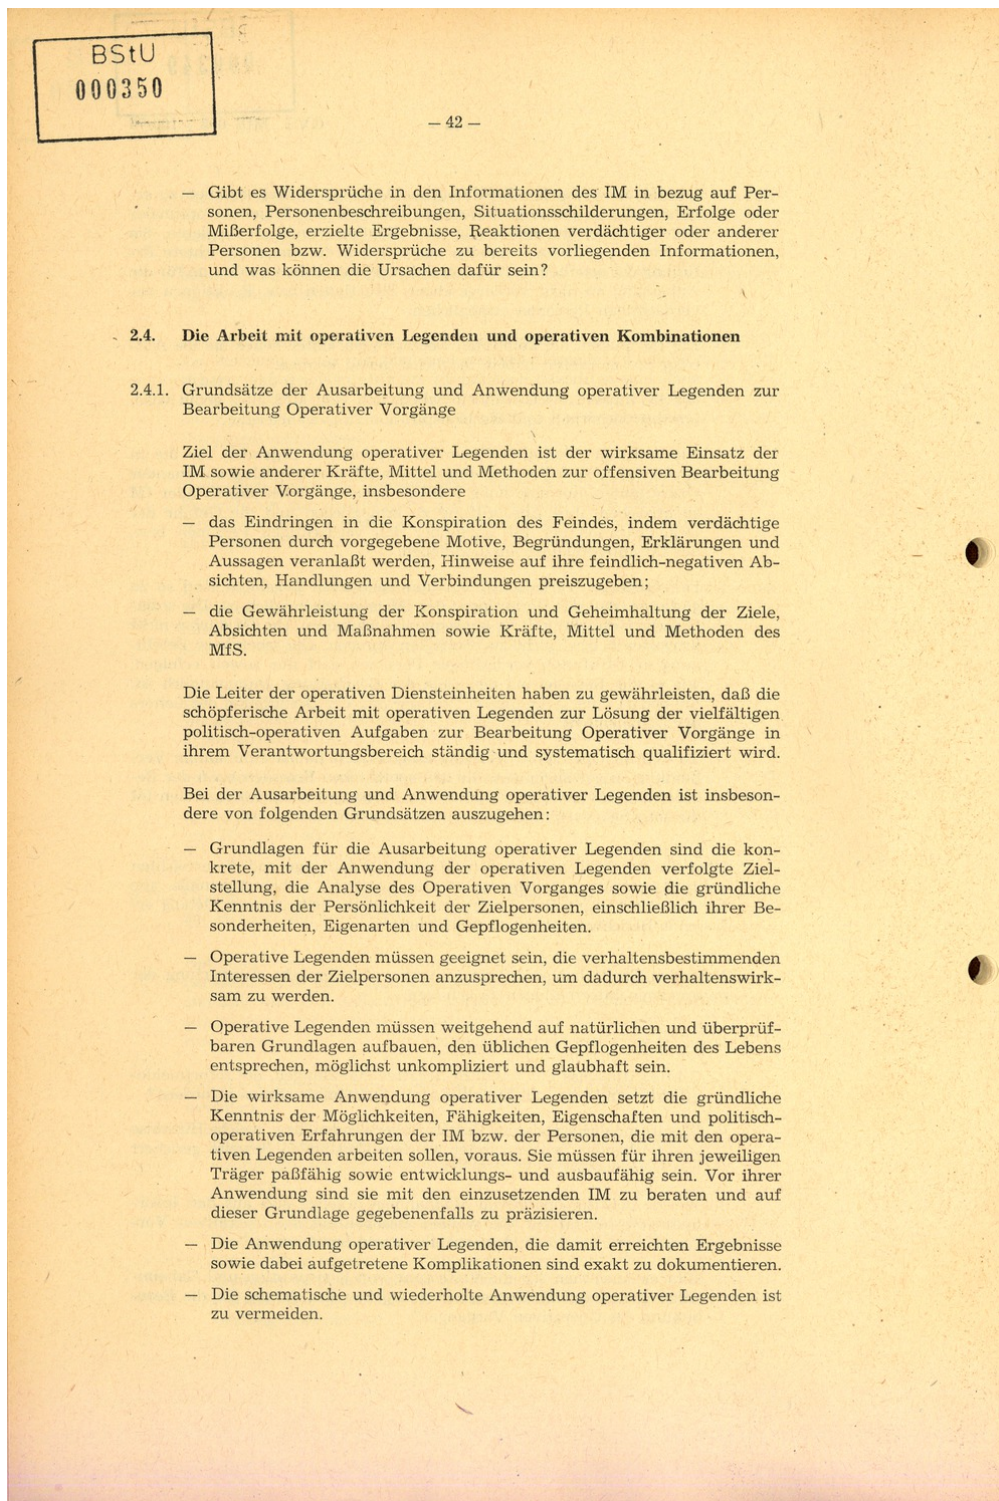 BStU
000350
— 42 —
— Gibt es Widersprüche in den Informationen des IM in bezug auf Per-
sonen, Personenbeschreibungen, Situationsschilderungen, Erfolge oder
Mißerfolge, erzielte Ergebnisse, Reaktionen verdächtiger oder anderer
Personen bzw. Widersprüche zu bereits vorliegenden Informationen,
und was können die Ursachen dafür sein?
2.4. Die Arbeit mit operativen Legenden und operativen Kombinationen
2.4.1. Grundsätze der Ausarbeitung und Anwendung operativer Legenden zur
Bearbeitung Operativer Vorgänge
Ziel der Anwendung operativer Legenden ist der wirksame Einsatz der
IM sowie anderer Kräfte, Mittel und Methoden zur offensiven Bearbeitung
Operativer Vorgänge, insbesondere
— das Eindringen in die Konspiration des Feindes, indem verdächtige
Personen durch vorgegebene Motive, Begründungen, Erklärungen und
Aussagen veranlaßt werden, Hinweise auf ihre feindlich-negativen Ab-
sichten, Handlungen und Verbindungen preiszugeben;
— die Gewährleistung der Konspiration und Geheimhaltung der Ziele,
Absichten und Maßnahmen sowie Kräfte, Mittel und Methoden des
MfS.
Die Leiter der operativen Diensteinheiten haben zu gewährleisten, daß die
schöpferische Arbeit mit operativen Legenden zur Lösung der vielfältigen
politisch-operativen Aufgaben zur Bearbeitung Operativer Vorgänge in
ihrem Verantwortungsbereich ständig und systematisch qualifiziert wird.
Bei der Ausarbeitung und Anwendung operativer Legenden ist insbeson-
dere von folgenden Grundsätzen auszugehen:
— Grundlagen für die Ausarbeitung operativer Legenden sind die kon-
krete, mit der Anwendung der operativen Legenden verfolgte Ziel-
stellung, die Analyse des Operativen Vorganges sowie die gründliche
Kenntnis der Persönlichkeit der Zielpersonen, einschließlich ihrer Be-
sonderheiten, Eigenarten und Gepflogenheiten.
— Operative Legenden müssen geeignet sein, die verhaltensbestimmenden
Interessen der Zielpersonen anzusprechen, um dadurch verhaltenswirk-
sam zu werden.
— Operative Legenden müssen weitgehend auf natürlichen und überprüf-
baren Grundlagen aufbauen, den üblichen Gepflogenheiten des Lebens
entsprechen, möglichst unkompliziert und glaubhaft sein.
— Die wirksame Anwendung operativer Legenden setzt die gründliche
Kenntnis der Möglichkeiten, Fähigkeiten, Eigenschaften und politisch-
operativen Erfahrungen der IM bzw. der Personen, die mit den opera-
tiven Legenden arbeiten sollen, voraus. Sie müssen für ihren jeweiligen
Träger paßfähig sowie entwicklungs- und ausbaufähig sein. Vor ihrer
Anwendung sind sie mit den einzusetzenden IM zu beraten und auf
dieser Grundlage gegebenenfalls zu präzisieren.
— Die Anwendung operativer Legenden, die damit erreichten Ergebnisse
sowie dabei aufgetretene Komplikationen sind exakt zu dokumentieren.
— Die schematische und wiederholte Anwendung operativer Legenden ist
zu vermeiden.